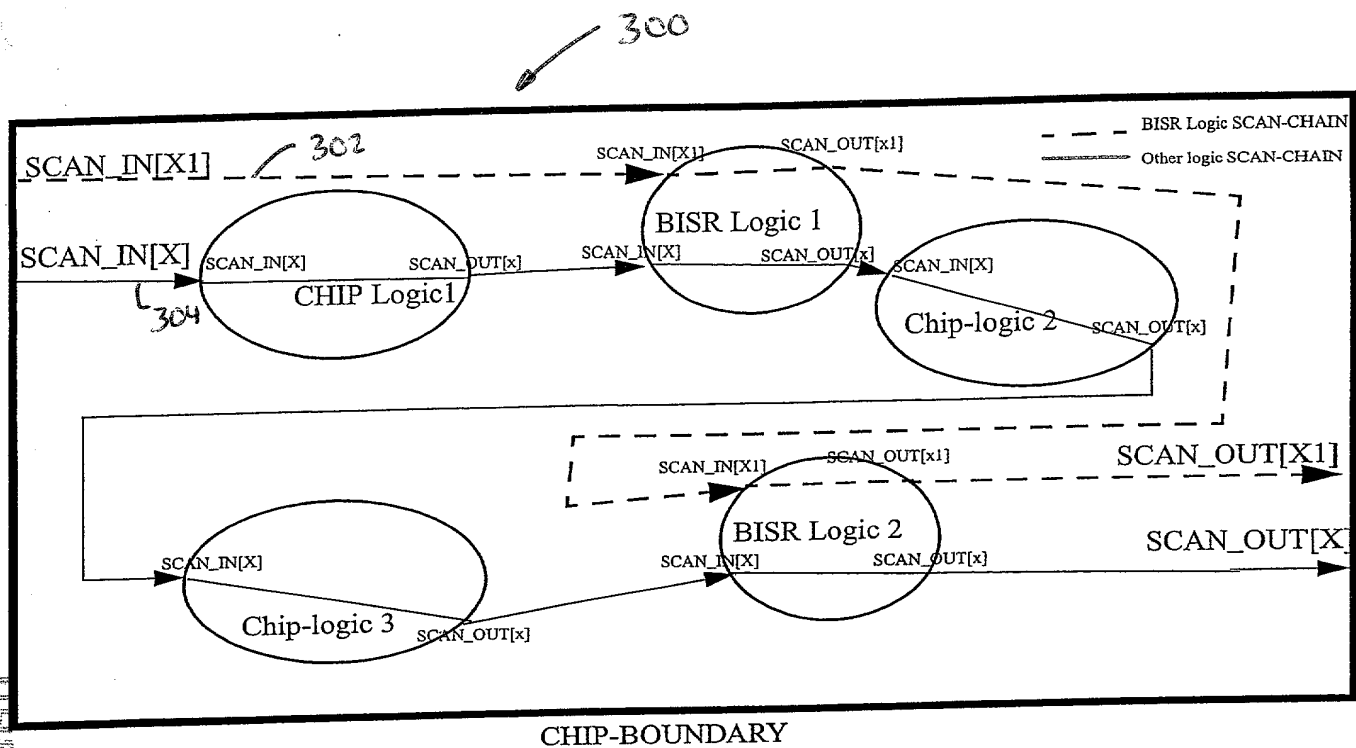 300
BISR Logic SCAN-CHAIN
Other logic SCAN-CHAIN
302
SCAN_IN[X1]
SCAN_IN[X1]
SCAN_OUT[x1]
BISR Logic 1
SCAN_IN[X]
SCAN_IN[X]
SCAN_OUT[x]
SCAN_IN[X]
SCAN_OUT[x]
SCAN_IN[X]
CHIP Logic1
304
Chip-logic 2
SCAN_OUT[x]
SCAN_IN[X1]
SCAN_OUT[x1]
SCAN_OUT[X1]
BISR Logic 2
SCAN_OUT[X]
SCAN_IN[X]
SCAN_IN[X]
SCAN_OUT[x]
Chip-logic 3
SCAN_OUT[x]
CHIP-BOUNDARY